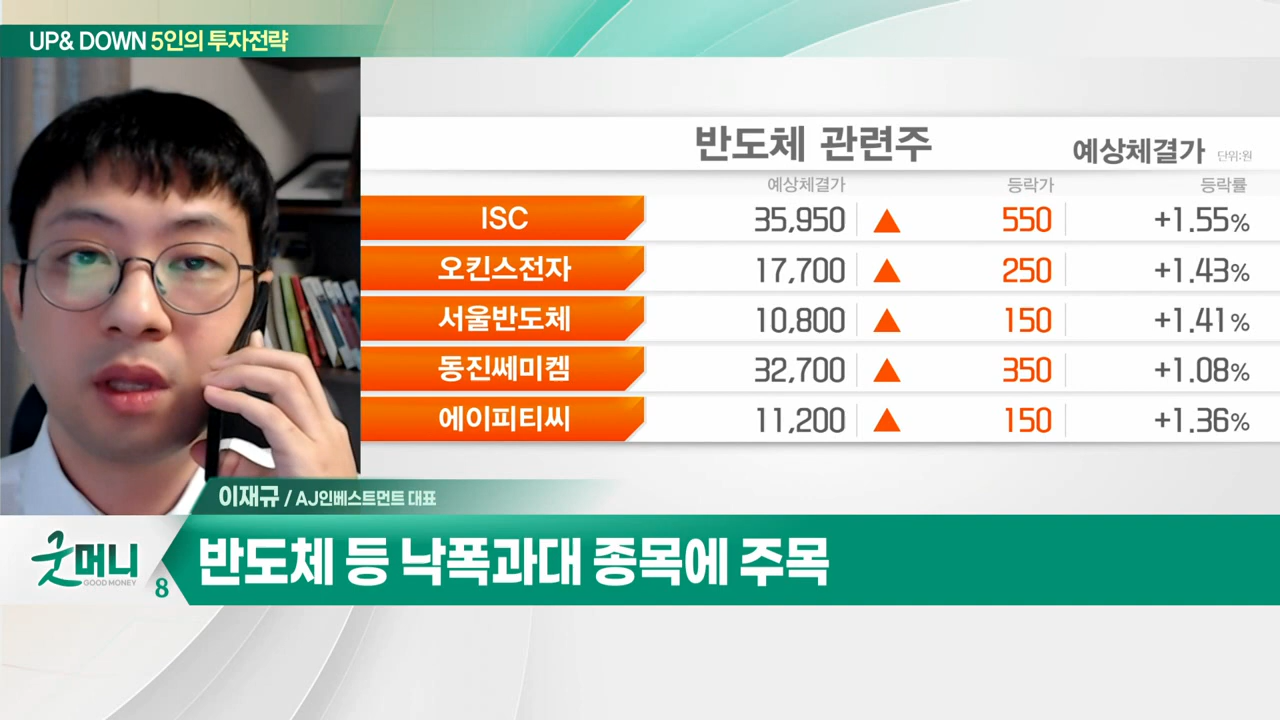 UP& DOWN 5인의 투자전략
반도체 관련주 예상체결가 단위:원
예상체결가 등락가 등락률
ISC 35,950 ▲ 550 +1.55%
오킨스전자 17,700 ▲ 250 +1.43%
서울반도체 10,800 ▲ 150 +1.41%
동진쎄미켐 32,700 ▲ 350 +1.08%
에이피티씨 11,200 ▲ 150 +1.36%
이재규 / AJ인베스트먼트 대표
굿머니
GOOD MONEY
8
반도체 등 낙폭과대 종목에 주목